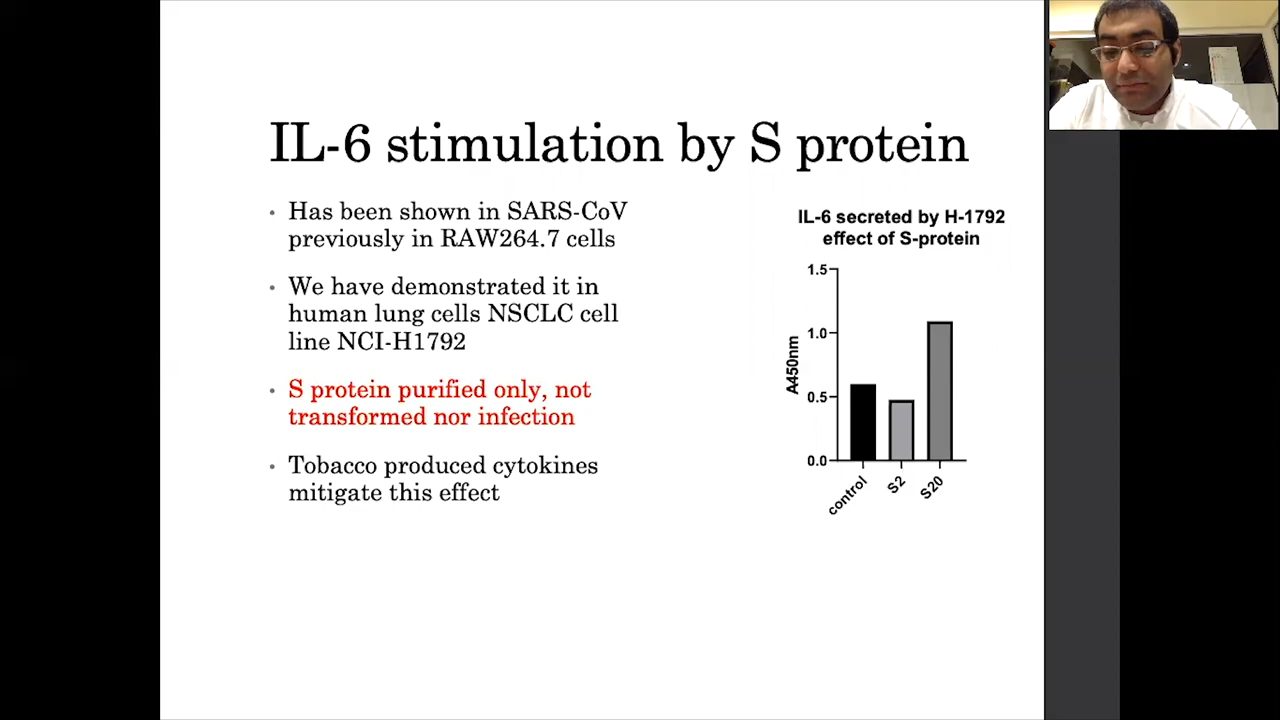 IL-6 stimulation by S protein
• Has been shown in SARS-CoV
previously in RAW264.7 cells
• We have demonstrated it in
human lung cells NSCLC cell
line NCI-H1792
• S protein purified only, not
transformed nor infection
• Tobacco produced cytokines
mitigate this effect
IL-6 secreted by H-1792
effect of S-protein
A450nm
1.5
1.0
0.5
0.0
control
S2
S20